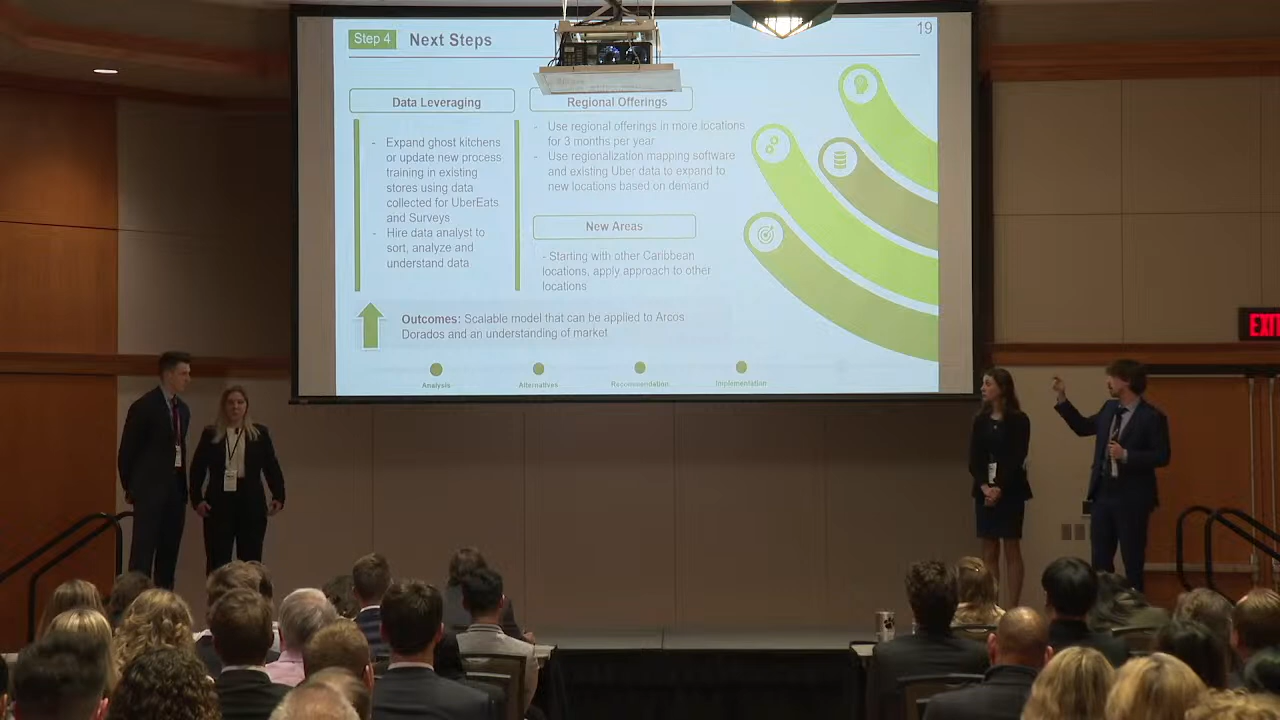 Step 4 Next Steps
19
Data Leveraging
- Expand ghost kitchens
or update new process
training in existing
stores using data
collected for UberEats
and Surveys
- Hire data analyst to
sort, analyze and
understand data
Regional Offerings
- Use regional offerings in more locations
for 3 months per year
- Use regionalization mapping software
and existing Uber data to expand to
new locations based on demand
New Areas
- Starting with other Caribbean
locations, apply approach to other
locations
Outcomes: Scalable model that can be applied to Arcos
Dorados and an understanding of market
Analysis Alternatives Recommendation Implementation
EXIT